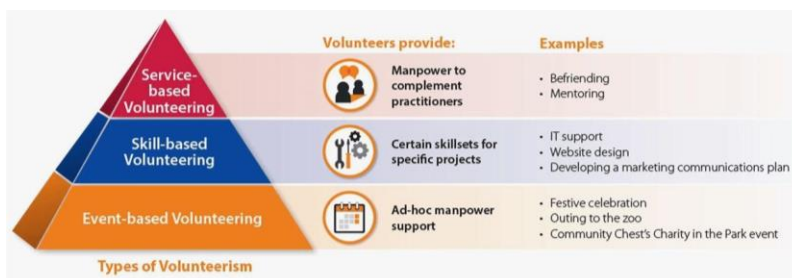 Volunteers provide:
Examples
Service-
based
Volunteering
Manpower to
complement
practitioners
• Befriending
• Mentoring
Skill-based
Volunteering
Certain skillsets for
specific projects
• IT support
• Website design
• Developing a marketing communications plan
Event-based Volunteering
Ad-hoc manpower
support
• Festive celebration
• Outing to the zoo
• Community Chest's Charity in the Park event
Types of Volunteerism